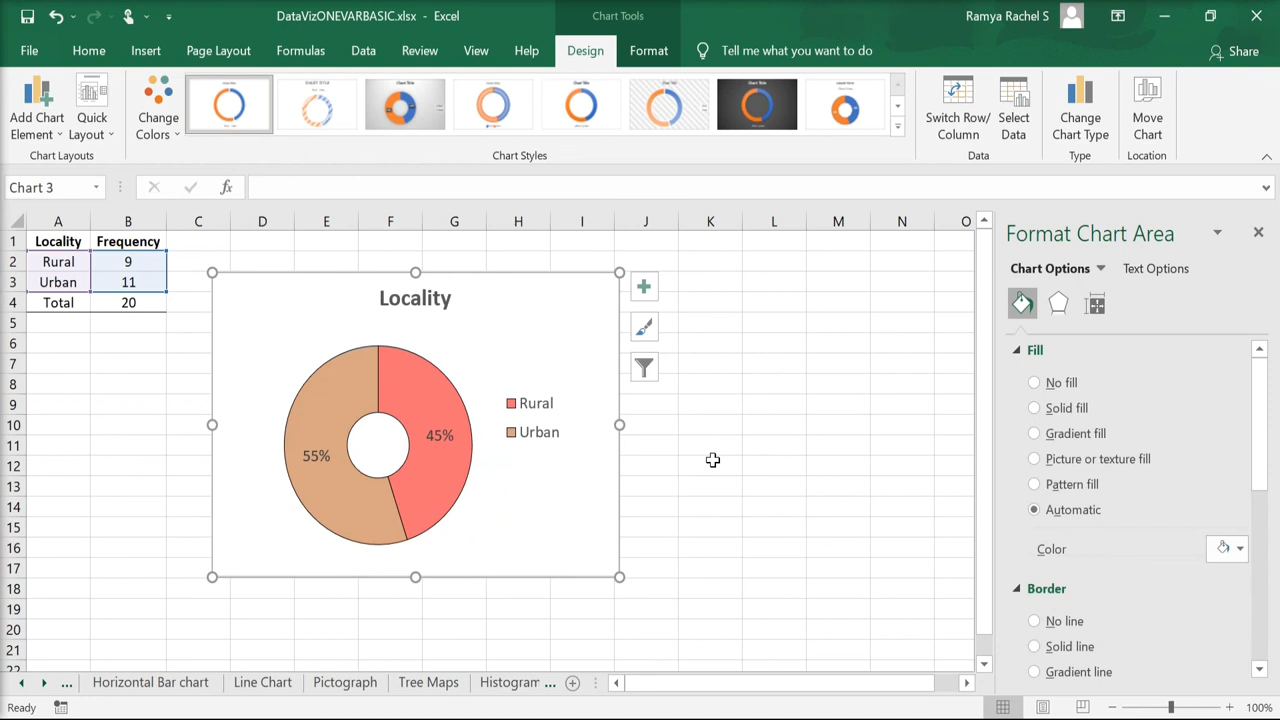 DataVizONEVARBASIC.xlsx - Excel
Chart Tools
Ramya Rachel S
File
Home
Insert
Page Layout
Formulas
Data
Review
View
Help
Design
Format
Tell me what you want to do
Share
Add Chart
Element
Quick
Layout
Change
Colors
Switch Row/
Column
Select
Data
Change
Chart Type
Move
Chart
Chart Layouts
Chart Styles
Data
Type
Location
Chart 3
fx
A B C D E F G H I J K L M N O
1 Locality Frequency
2 Rural 9
3 Urban 11
4 Total 20
5
6
7
8
9
10
11
12
13
14
15
16
17
18
19
20
21
22
Locality
45%
55%
Rural
Urban
Format Chart Area
Chart Options
Text Options
Fill
No fill
Solid fill
Gradient fill
Picture or texture fill
Pattern fill
Automatic
Color
Border
No line
Solid line
Gradient line
...
Horizontal Bar chart
Line Chart
Pictograph
Tree Maps
Histogram ...
Ready
100%